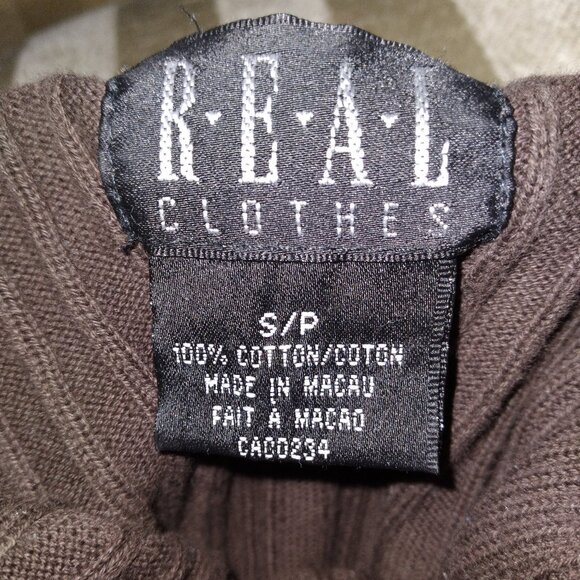 R·E·A·L
CLOTHES
S/P
100% COTTON/COTON
MADE IN MACAU
FAIT À MACAO
CA00234